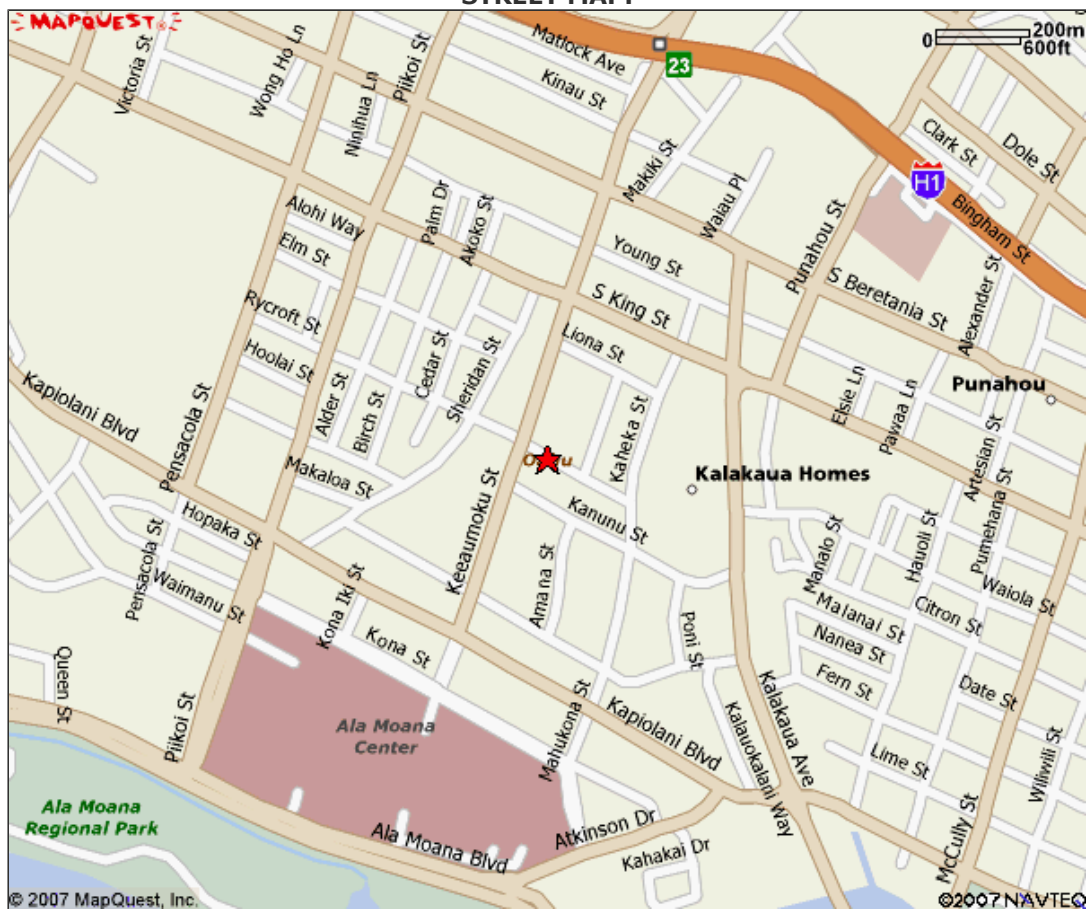 STREET MAP:
MAPQUEST
200m
0
600ft
Matlock Ave
23
Kinau St
Victoria St
Wong Ho Ln
Ninihua Ln
Piikoi St
Clark St
Dole St
H1
Bingham St
Makiki St
Waiau Pl
Punahou St
Palm Dr
Akoko St
Alohi Way
Elm St
Young St
S King St
S Beretania St
Alexander St
Rycroft St
Hoolai St
Liona St
Cedar St
Sheridan St
Kapiolani Blvd
Pensacola St
Alder St
Birch St
Kaheka St
Elsie Ln
Pawaa Ln
Punahou
Makaloa St
Keeaumoku St
Kalakaua Homes
Artesian St
Pumehana St
Hopaka St
Kanunu St
Pensacola St
Waimanu St
Kona Iki St
Kona St
Amana St
Poni St
Manalo St
Hauoli St
Waiola St
Citron St
Malanai St
Nanea St
Fern St
Date St
Queen St
Piikoi St
Ala Moana
Center
Mahukona St
Kapiolani Blvd
Kalauokalani Way
Kalakaua Ave
Lime St
Wiliwili St
McCully St
Ala Moana
Regional Park
Ala Moana Blvd
Atkinson Dr
Kahakai Dr
© 2007 MapQuest, Inc.
©2007 NAVTEQ